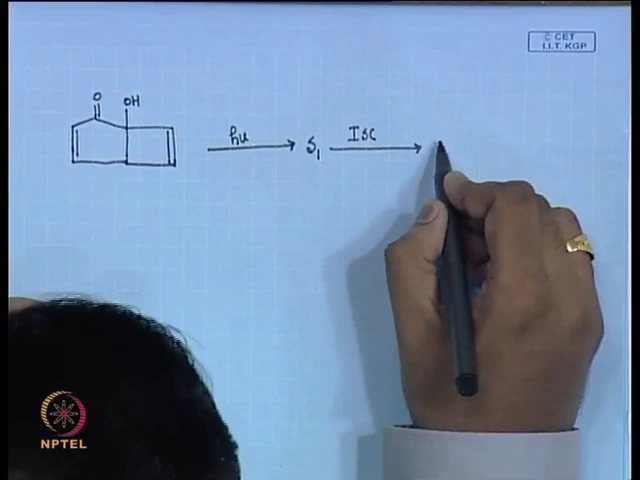 © CET
I.I.T. KGP
O OH
hν S1 ISC
NPTEL